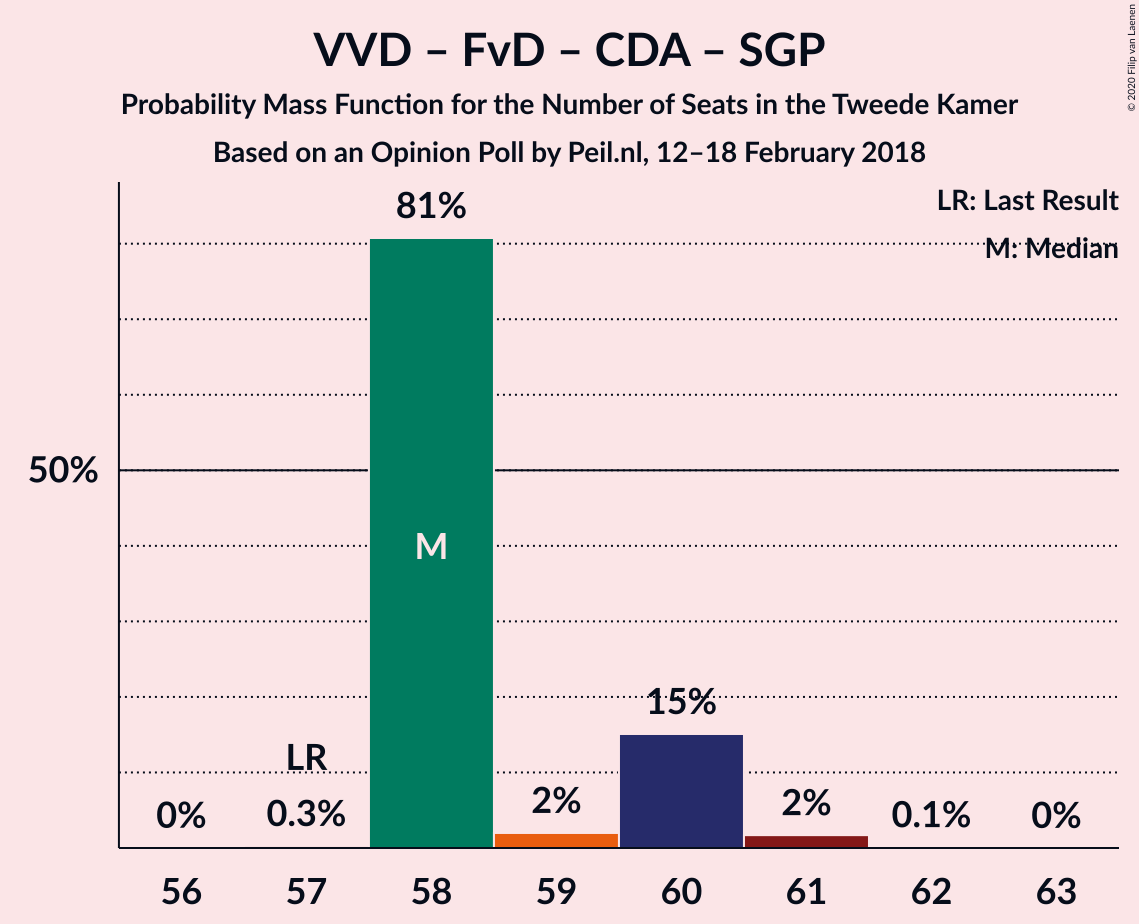 VVD – FvD – CDA – SGP
Probability Mass Function for the Number of Seats in the Tweede Kamer
Based on an Opinion Poll by Peil.nl, 12–18 February 2018
© 2020 Filip van Laenen
LR: Last Result
M: Median
81%
50%
M
15%
LR
0% 0.3% 2% 2% 0.1% 0%
56 57 58 59 60 61 62 63